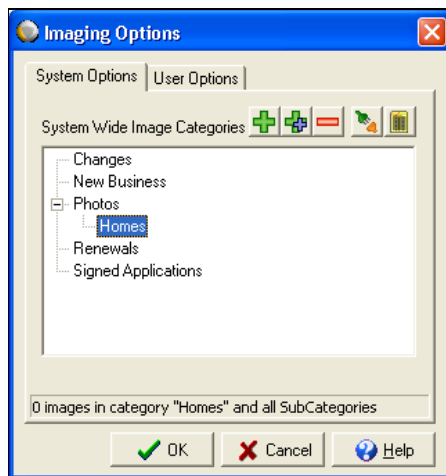 Imaging Options
System Options User Options
System Wide Image Categories
Changes
New Business
Photos
Homes
Renewals
Signed Applications
0 images in category "Homes" and all SubCategories
OK Cancel Help